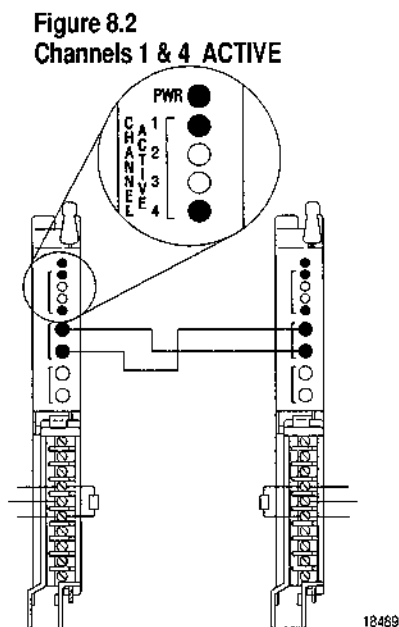 Figure 8.2
Channels 1 & 4 ACTIVE
PWR
CHANNEL ACTIVE
1
2
3
4
18489